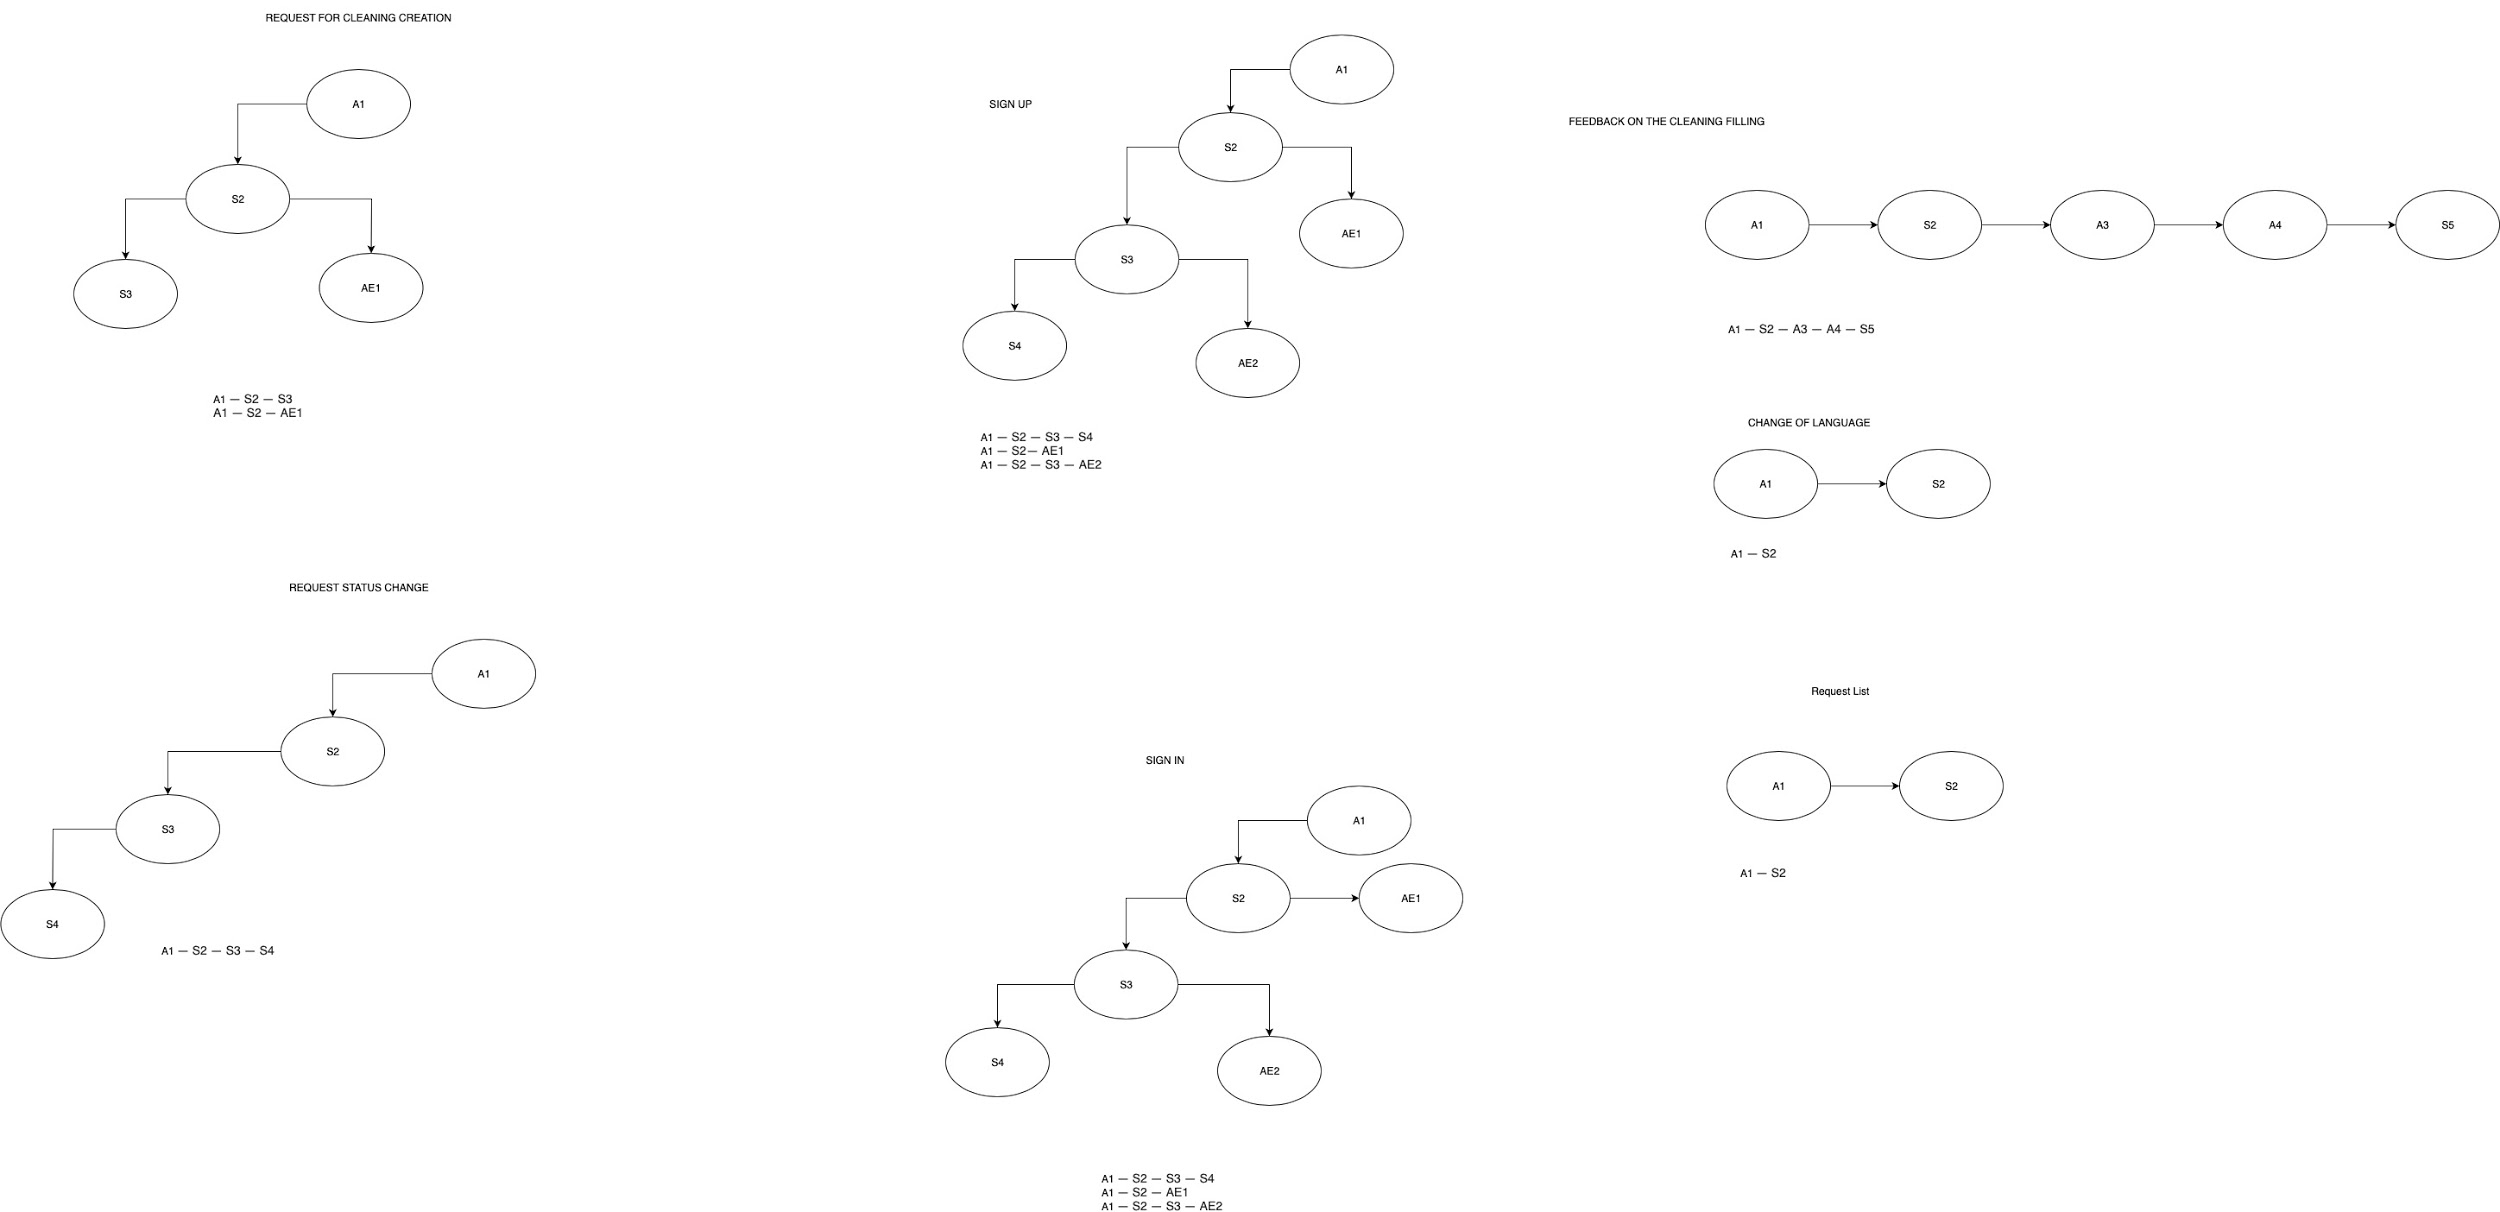 REQUEST FOR CLEANING CREATION
A1
S2
S3
AE1
A1 — S2 — S3
A1 — S2 — AE1
REQUEST STATUS CHANGE
A1
S2
S3
S4
A1 — S2 — S3 — S4
SIGN UP
A1
S2
AE1
S3
S4
AE2
A1 — S2 — S3 — S4
A1 — S2— AE1
A1 — S2 — S3 — AE2
SIGN IN
A1
S2
AE1
S3
S4
AE2
A1 — S2 — S3 — S4
A1 — S2 — AE1
A1 — S2 — S3 — AE2
FEEDBACK ON THE CLEANING FILLING
A1
S2
A3
A4
S5
A1 — S2 — A3 — A4 — S5
CHANGE OF LANGUAGE
A1
S2
A1 — S2
Request List
A1
S2
A1 — S2